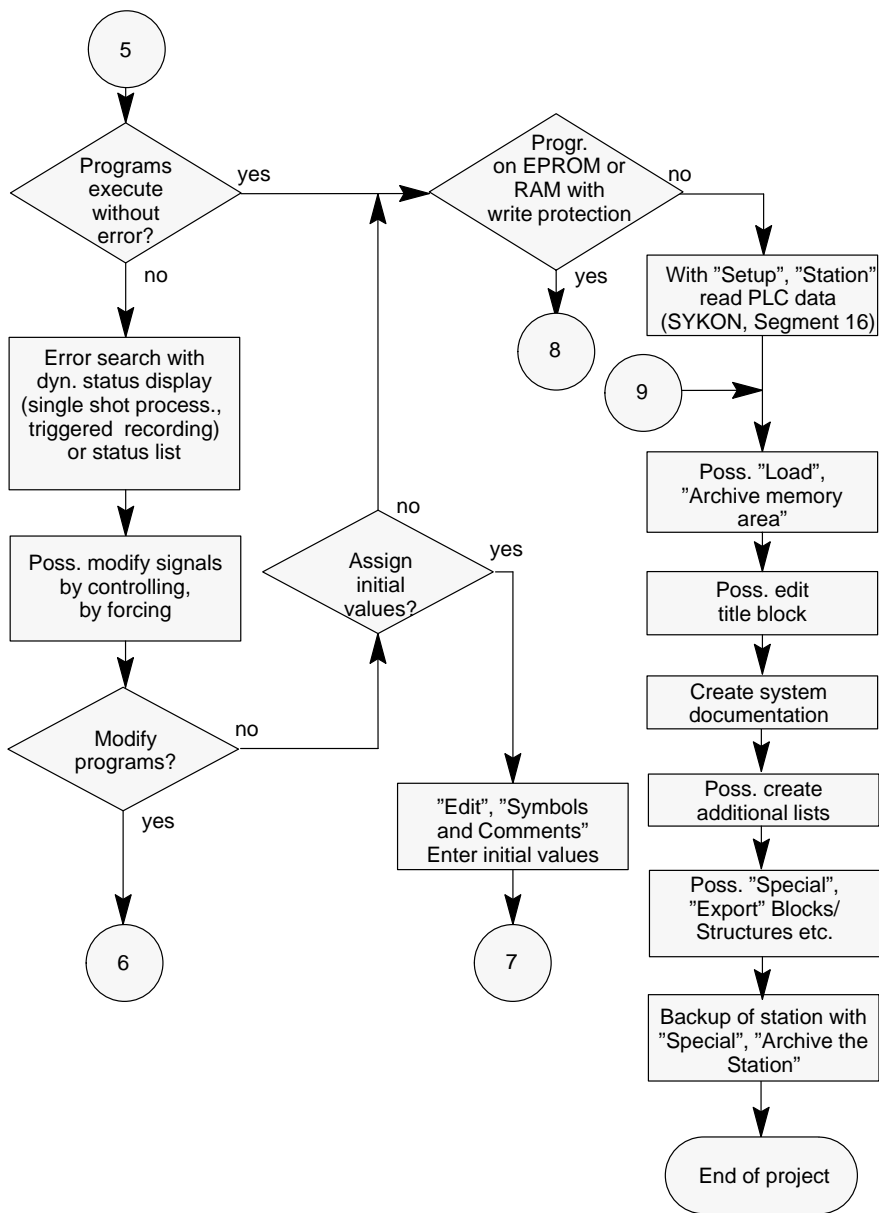 5
Programs
execute
without
error?
yes
no
Error search with
dyn. status display
(single shot process.,
triggered recording)
or status list
Poss. modify signals
by controlling,
by forcing
Modify
programs?
no
yes
6
Assign
initial
values?
no
yes
”Edit”, ”Symbols
and Comments”
Enter initial values
7
Progr.
on EPROM or
RAM with
write protection
no
yes
8
With ”Setup”, ”Station”
read PLC data
(SYKON, Segment 16)
9
Poss. ”Load”,
”Archive memory
area”
Poss. edit
title block
Create system
documentation
Poss. create
additional lists
Poss. ”Special”,
”Export” Blocks/
Structures etc.
Backup of station with
”Special”, ”Archive the
Station”
End of project